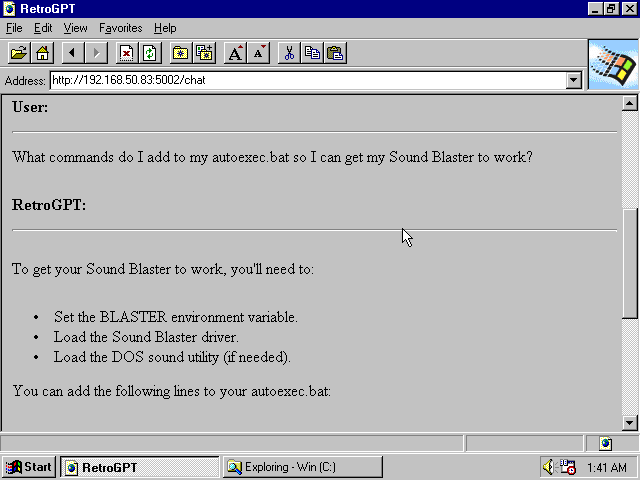 RetroGPT
File Edit View Favorites Help
A A
Address: http://192.168.50.83:5002/chat
User:
What commands do I add to my autoexec.bat so I can get my Sound Blaster to work?
RetroGPT:
To get your Sound Blaster to work, you'll need to:
• Set the BLASTER environment variable.
• Load the Sound Blaster driver.
• Load the DOS sound utility (if needed).
You can add the following lines to your autoexec.bat:
Start RetroGPT Exploring - Win (C:) 1:41 AM